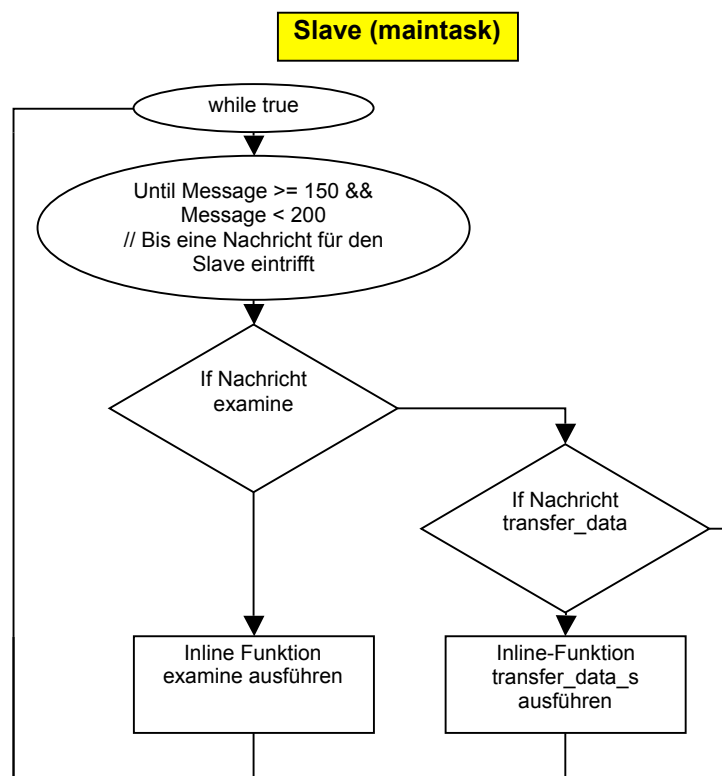 Slave (maintask)
while true
Until Message >= 150 &&
Message < 200
// Bis eine Nachricht für den
Slave eintrifft
If Nachricht
examine
If Nachricht
transfer_data
Inline Funktion
examine ausführen
Inline-Funktion
transfer_data_s
ausführen